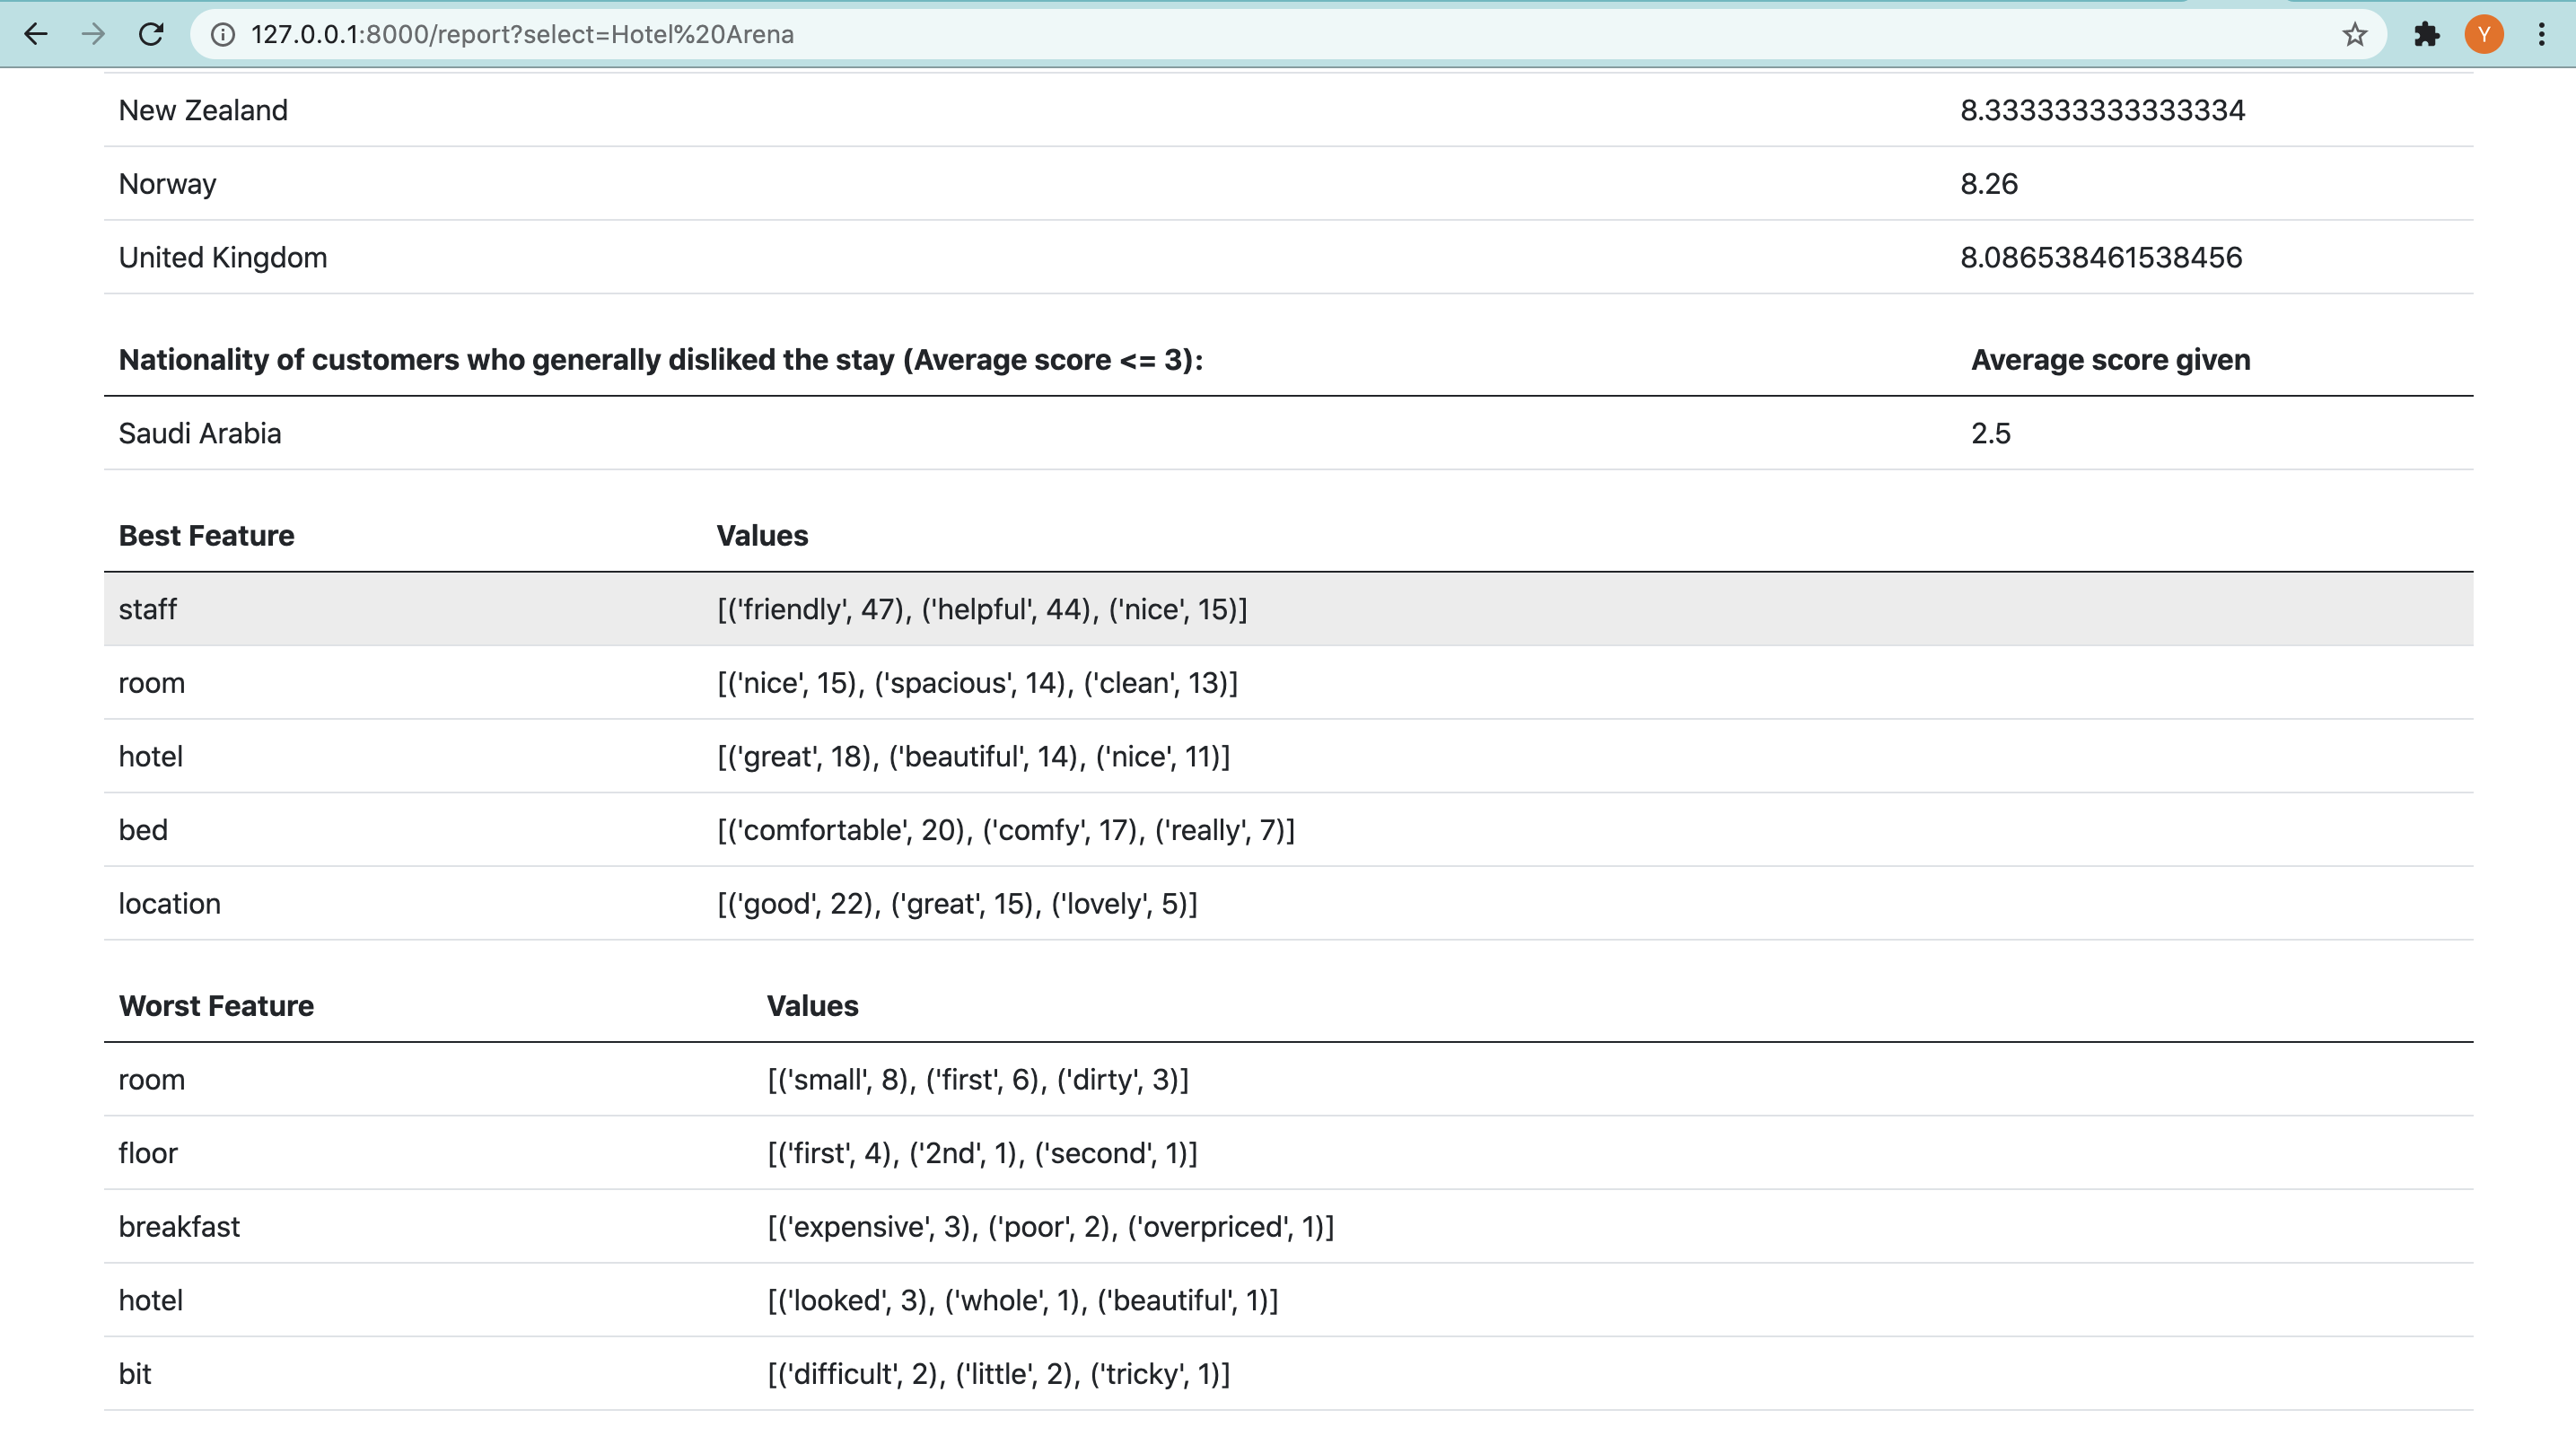 127.0.0.1:8000/report?select=Hotel%20Arena
Y
New Zealand 8.333333333333334
Norway 8.26
United Kingdom 8.086538461538456
Nationality of customers who generally disliked the stay (Average score <= 3): Average score given
Saudi Arabia 2.5
Best Feature Values
staff [('friendly', 47), ('helpful', 44), ('nice', 15)]
room [('nice', 15), ('spacious', 14), ('clean', 13)]
hotel [('great', 18), ('beautiful', 14), ('nice', 11)]
bed [('comfortable', 20), ('comfy', 17), ('really', 7)]
location [('good', 22), ('great', 15), ('lovely', 5)]
Worst Feature Values
room [('small', 8), ('first', 6), ('dirty', 3)]
floor [('first', 4), ('2nd', 1), ('second', 1)]
breakfast [('expensive', 3), ('poor', 2), ('overpriced', 1)]
hotel [('looked', 3), ('whole', 1), ('beautiful', 1)]
bit [('difficult', 2), ('little', 2), ('tricky', 1)]